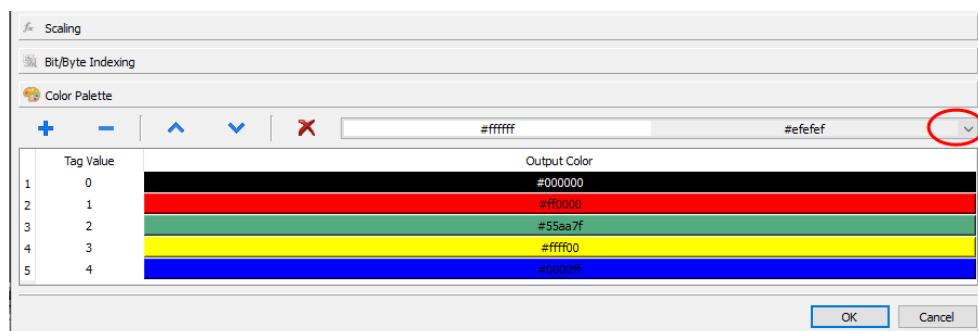 Scaling
Bit/Byte Indexing
Color Palette
#ffffff #efefef
Tag Value Output Color
1 0 #000000
2 1 #ff0000
3 2 #55aa7f
4 3 #ffff00
5 4 #0000ff
OK Cancel